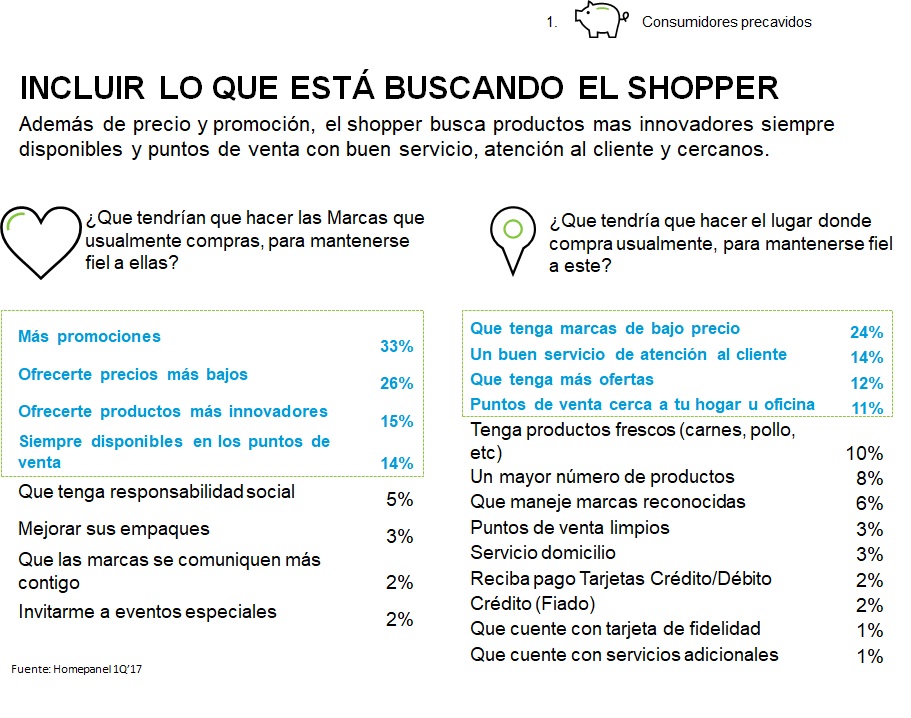 1. Consumidores precavidos
INCLUIR LO QUE ESTÁ BUSCANDO EL SHOPPER
Además de precio y promoción, el shopper busca productos mas innovadores siempre
disponibles y puntos de venta con buen servicio, atención al cliente y cercanos.
¿Que tendrían que hacer las Marcas que
usualmente compras, para mantenerse
fiel a ellas?
Más promociones 33%
Ofrecerte precios más bajos 26%
Ofrecerte productos más innovadores 15%
Siempre disponibles en los puntos de
venta 14%
Que tenga responsabilidad social 5%
Mejorar sus empaques 3%
Que las marcas se comuniquen más
contigo 2%
Invitarme a eventos especiales 2%
¿Que tendría que hacer el lugar donde
compra usualmente, para mantenerse fiel
a este?
Que tenga marcas de bajo precio 24%
Un buen servicio de atención al cliente 14%
Que tenga más ofertas 12%
Puntos de venta cerca a tu hogar u oficina 11%
Tenga productos frescos (carnes, pollo,
etc) 10%
Un mayor número de productos 8%
Que maneje marcas reconocidas 6%
Puntos de venta limpios 3%
Servicio domicilio 3%
Reciba pago Tarjetas Crédito/Débito 2%
Crédito (Fiado) 2%
Que cuente con tarjeta de fidelidad 1%
Que cuente con servicios adicionales 1%
Fuente: Homepanel 1Q'17